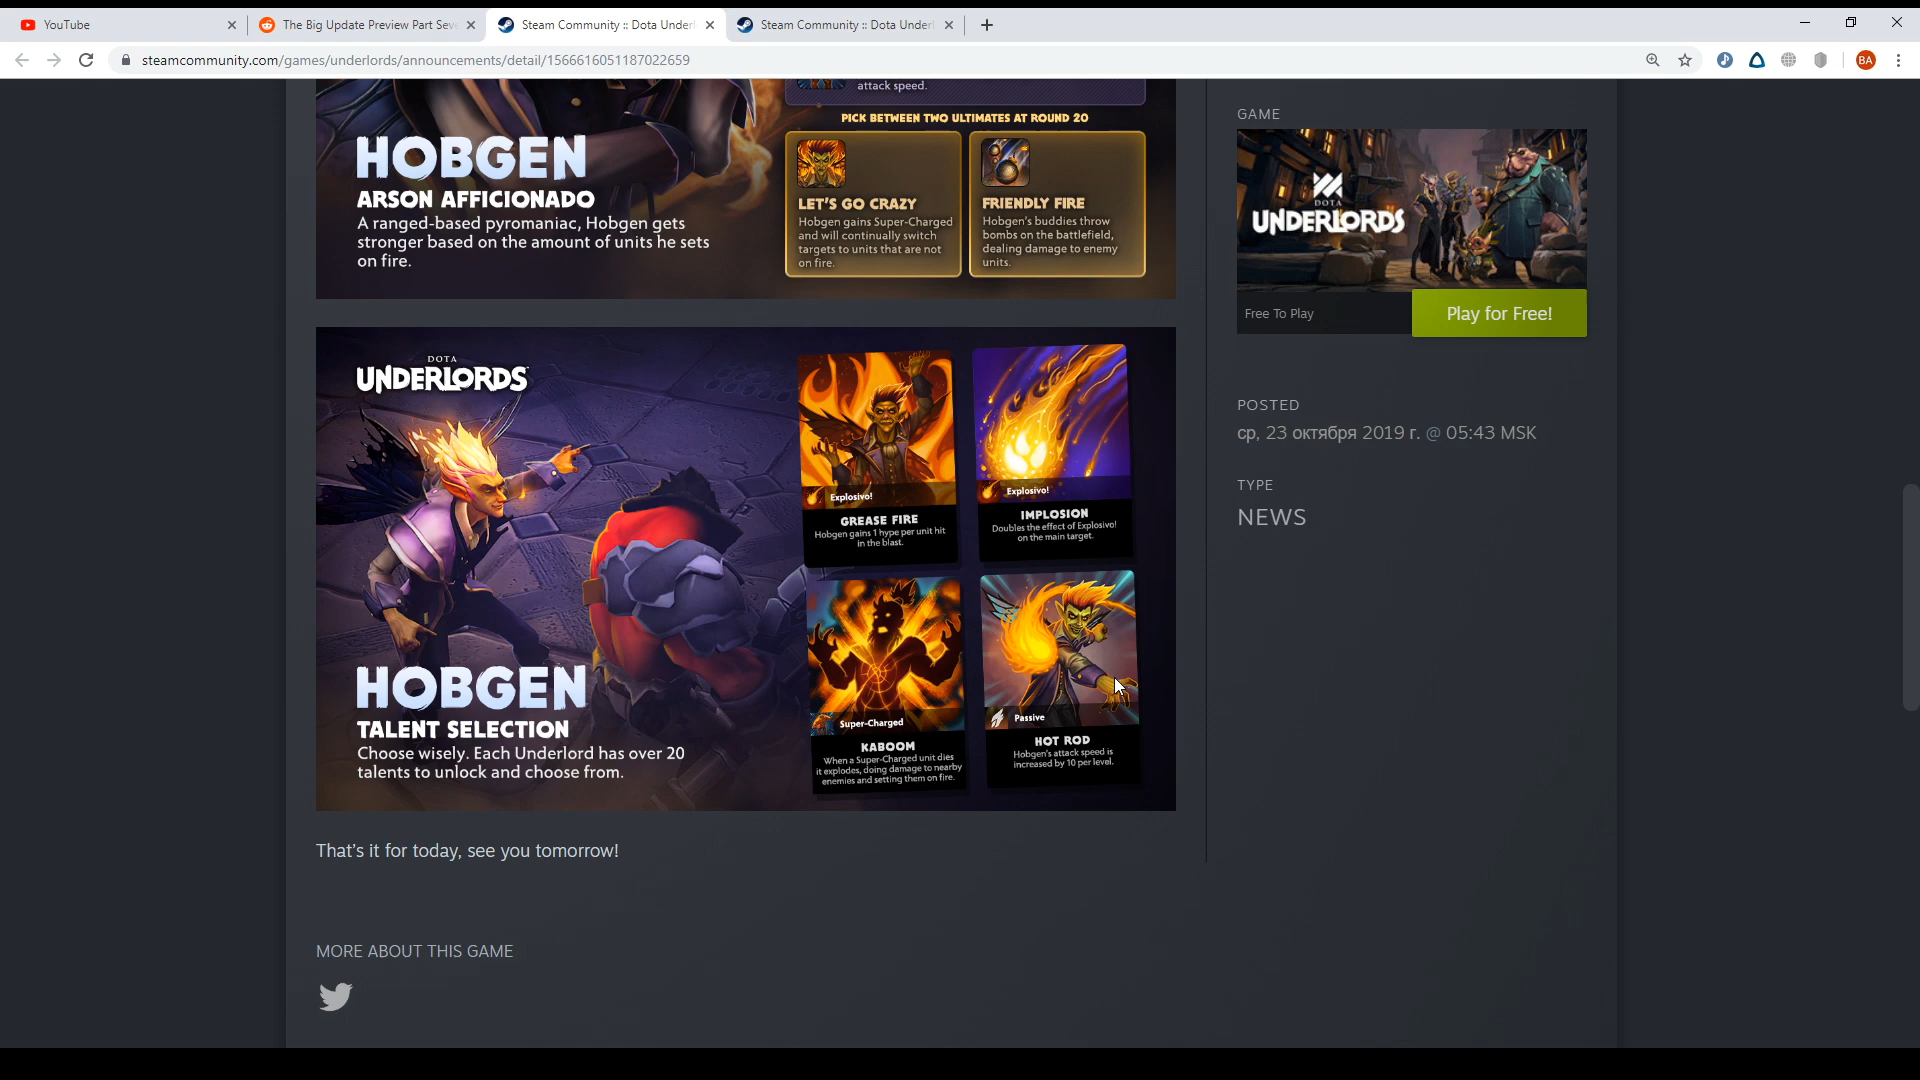 YouTube
The Big Update Preview Part Seve
Steam Community :: Dota Underl
Steam Community :: Dota Underl
steamcommunity.com/games/underlords/announcements/detail/1566616051187022659
BA
attack speed.
PICK BETWEEN TWO ULTIMATES AT ROUND 20
HOBGEN
ARSON AFFICIONADO
A ranged-based pyromaniac, Hobgen gets
stronger based on the amount of units he sets
on fire.
LET'S GO CRAZY
Hobgen gains Super-Charged
and will continually switch
targets to units that are not
on fire.
FRIENDLY FIRE
Hobgen's buddies throw
bombs on the battlefield,
dealing damage to enemy
units.
DOTA
UNDERLORDS
Explosivo!
GREASE FIRE
Hobgen gains 1 hype per unit hit
in the blast.
Explosivo!
IMPLOSION
Doubles the effect of Explosivo!
on the main target.
HOBGEN
TALENT SELECTION
Choose wisely. Each Underlord has over 20
talents to unlock and choose from.
Super-Charged
KABOOM
When a Super-Charged unit dies
it explodes, doing damage to nearby
enemies and setting them on fire.
Passive
HOT ROD
Hobgen's attack speed is
increased by 10 per level.
That's it for today, see you tomorrow!
MORE ABOUT THIS GAME
GAME
DOTA
UNDERLORDS
Free To Play
Play for Free!
POSTED
ср, 23 октября 2019 г. @ 05:43 MSK
TYPE
NEWS